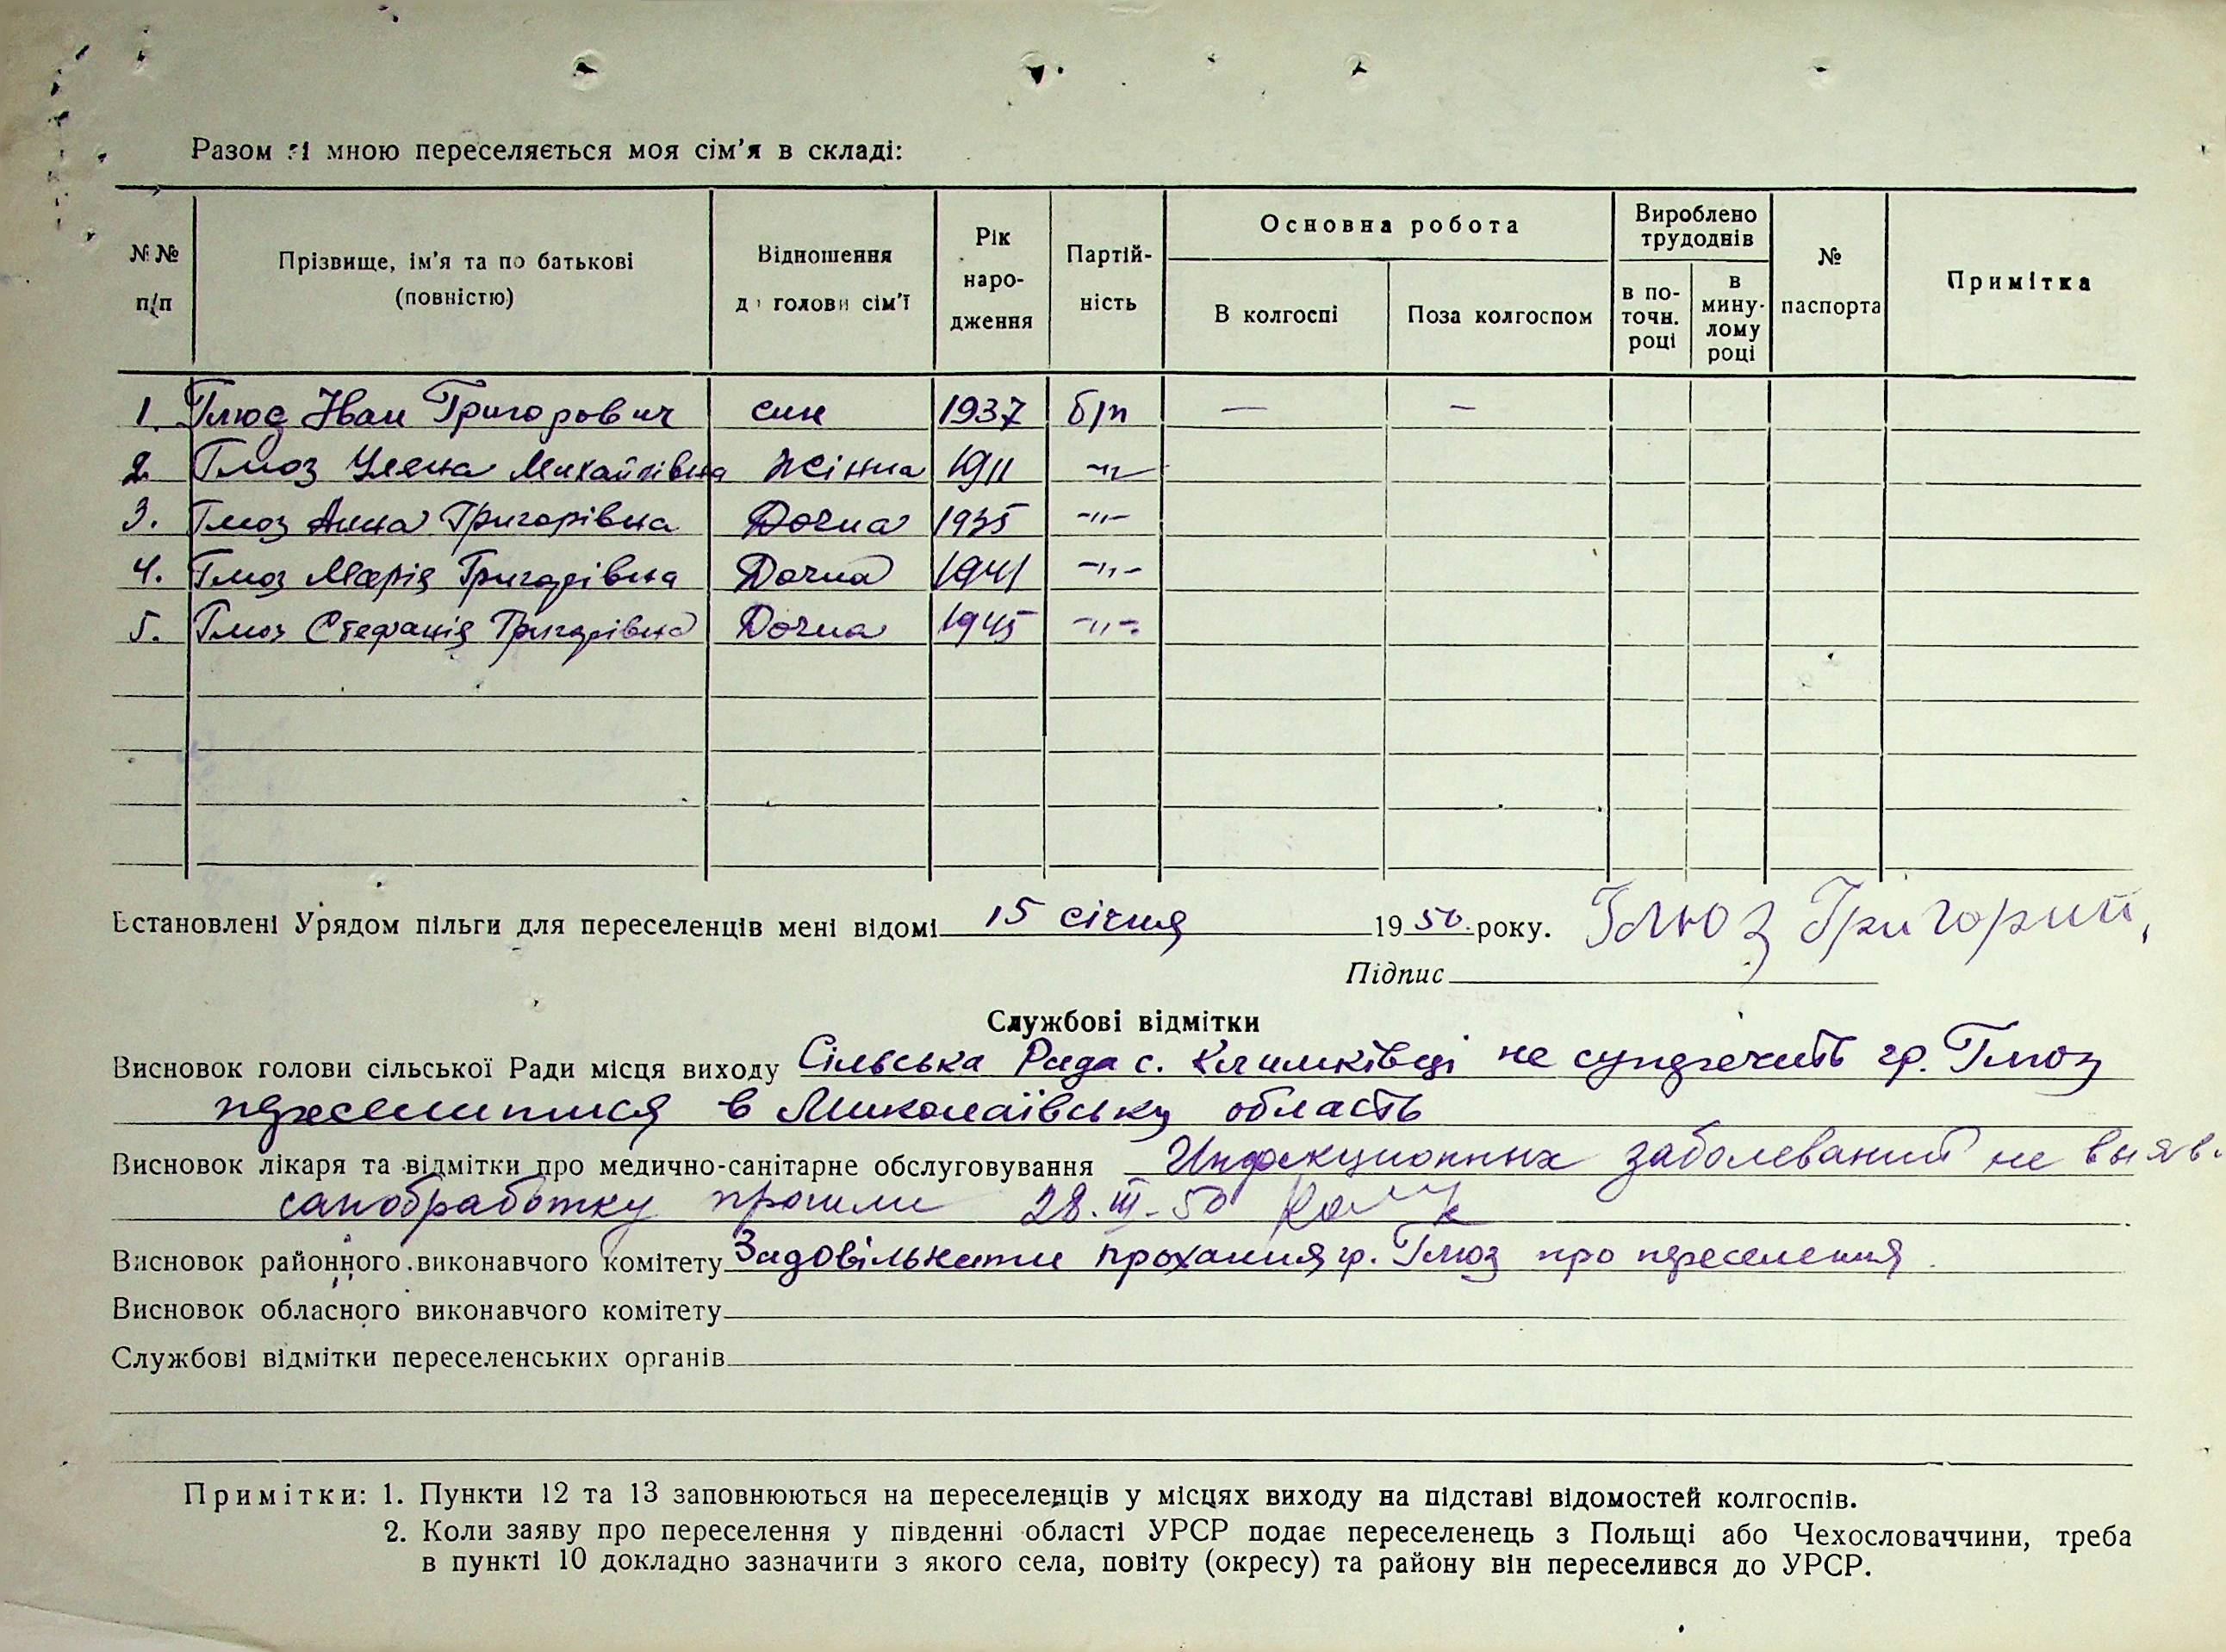 Разом зі мною переселяється моя сім'я в складі:
№№ п/п Прізвище, ім'я та по батькові (повністю) Відношення до голови сім'ї Рік народження Партійність Основна робота В колгоспі Поза колгоспом Вироблено трудоднів в поточн. році в минулому році № паспорта Примітка
1. Глюз Іван Григорович син 1937 б/п — —
2. Глюз Уляна Михайлівна жінка 1911 -"-
3. Глюз Анна Григорівна Дочка 1935 -"-
4. Глюз Марія Григорівна Дочка 1941 -"-
5. Глюз Стефанія Григорівна Дочка 1945 -"-
Встановлені Урядом пільги для переселенців мені відомі 15 січня 1950 року. Глюз Григорий,
Підпис
Службові відмітки
Висновок голови сільської Ради місця виходу Сільська Рада с. Климківці не суперечить гр. Глюз
переселитися в Миколаївську область
Висновок лікаря та відмітки про медично-санітарне обслуговування Инфекционных заболеваний не выяв.
санобработку прошли 28.III-50
Висновок районного виконавчого комітету Задовільнити прохання гр. Глюз про переселення.
Висновок обласного виконавчого комітету
Службові відмітки переселенських органів
Примітки: 1. Пункти 12 та 13 заповнюються на переселенців у місцях виходу на підставі відомостей колгоспів.
2. Коли заяву про переселення у південні області УРСР подає переселенець з Польщі або Чехословаччини, треба
в пункті 10 докладно зазначити з якого села, повіту (окресу) та району він переселився до УРСР.